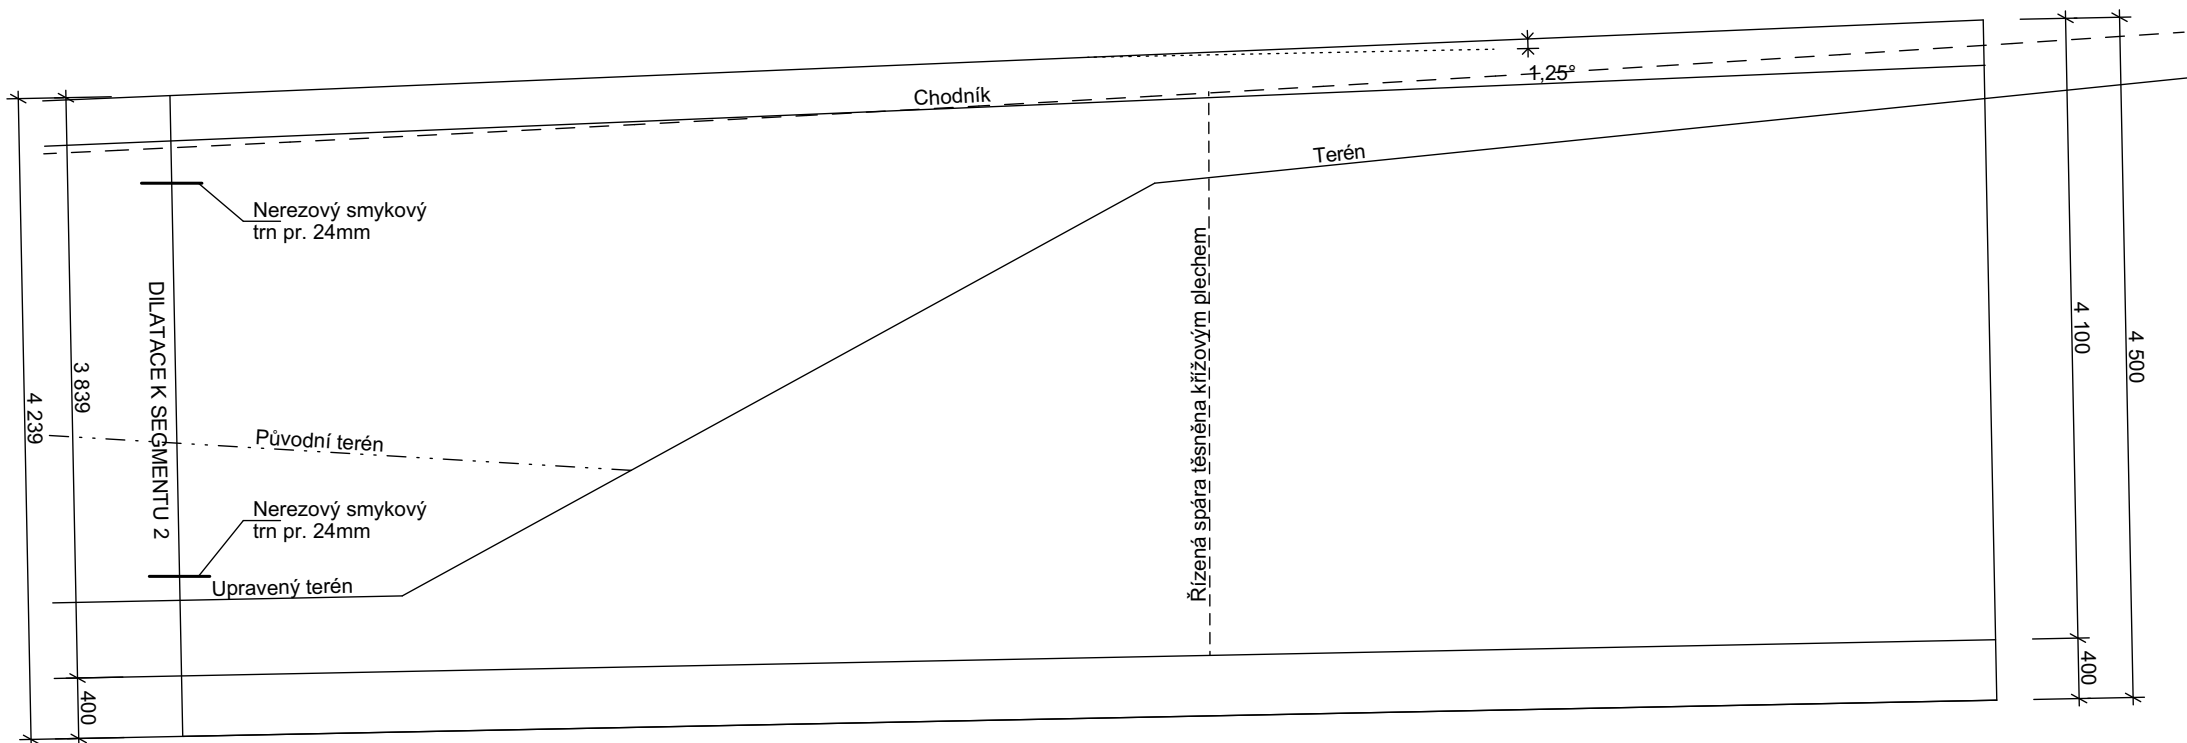 1,25°
Chodník
Terén
Nerezový smykový
trn pr. 24mm
DILATACE K SEGMENTU 2
Řízená spára těsněna křížovým plechem
4 100
4 500
3 839
4 239
Původní terén
Nerezový smykový
trn pr. 24mm
Upravený terén
400
400